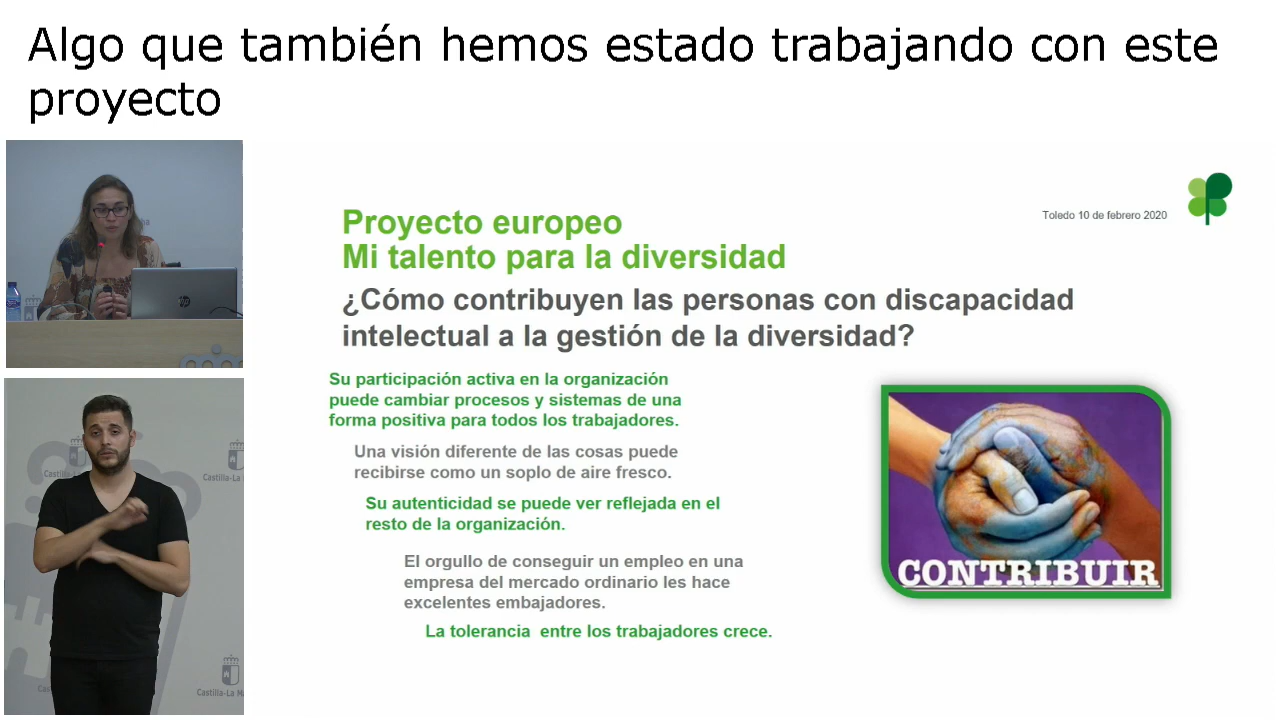 Algo que también hemos estado trabajando con este
proyecto
Toledo 10 de febrero 2020
Proyecto europeo
Mi talento para la diversidad
¿Cómo contribuyen las personas con discapacidad
intelectual a la gestión de la diversidad?
Su participación activa en la organización
puede cambiar procesos y sistemas de una
forma positiva para todos los trabajadores.
Una visión diferente de las cosas puede
recibirse como un soplo de aire fresco.
Su autenticidad se puede ver reflejada en el
resto de la organización.
El orgullo de conseguir un empleo en una
empresa del mercado ordinario les hace
excelentes embajadores.
La tolerancia entre los trabajadores crece.
CONTRIBUIR
hp
Castilla-La M
Castilla-La Ma